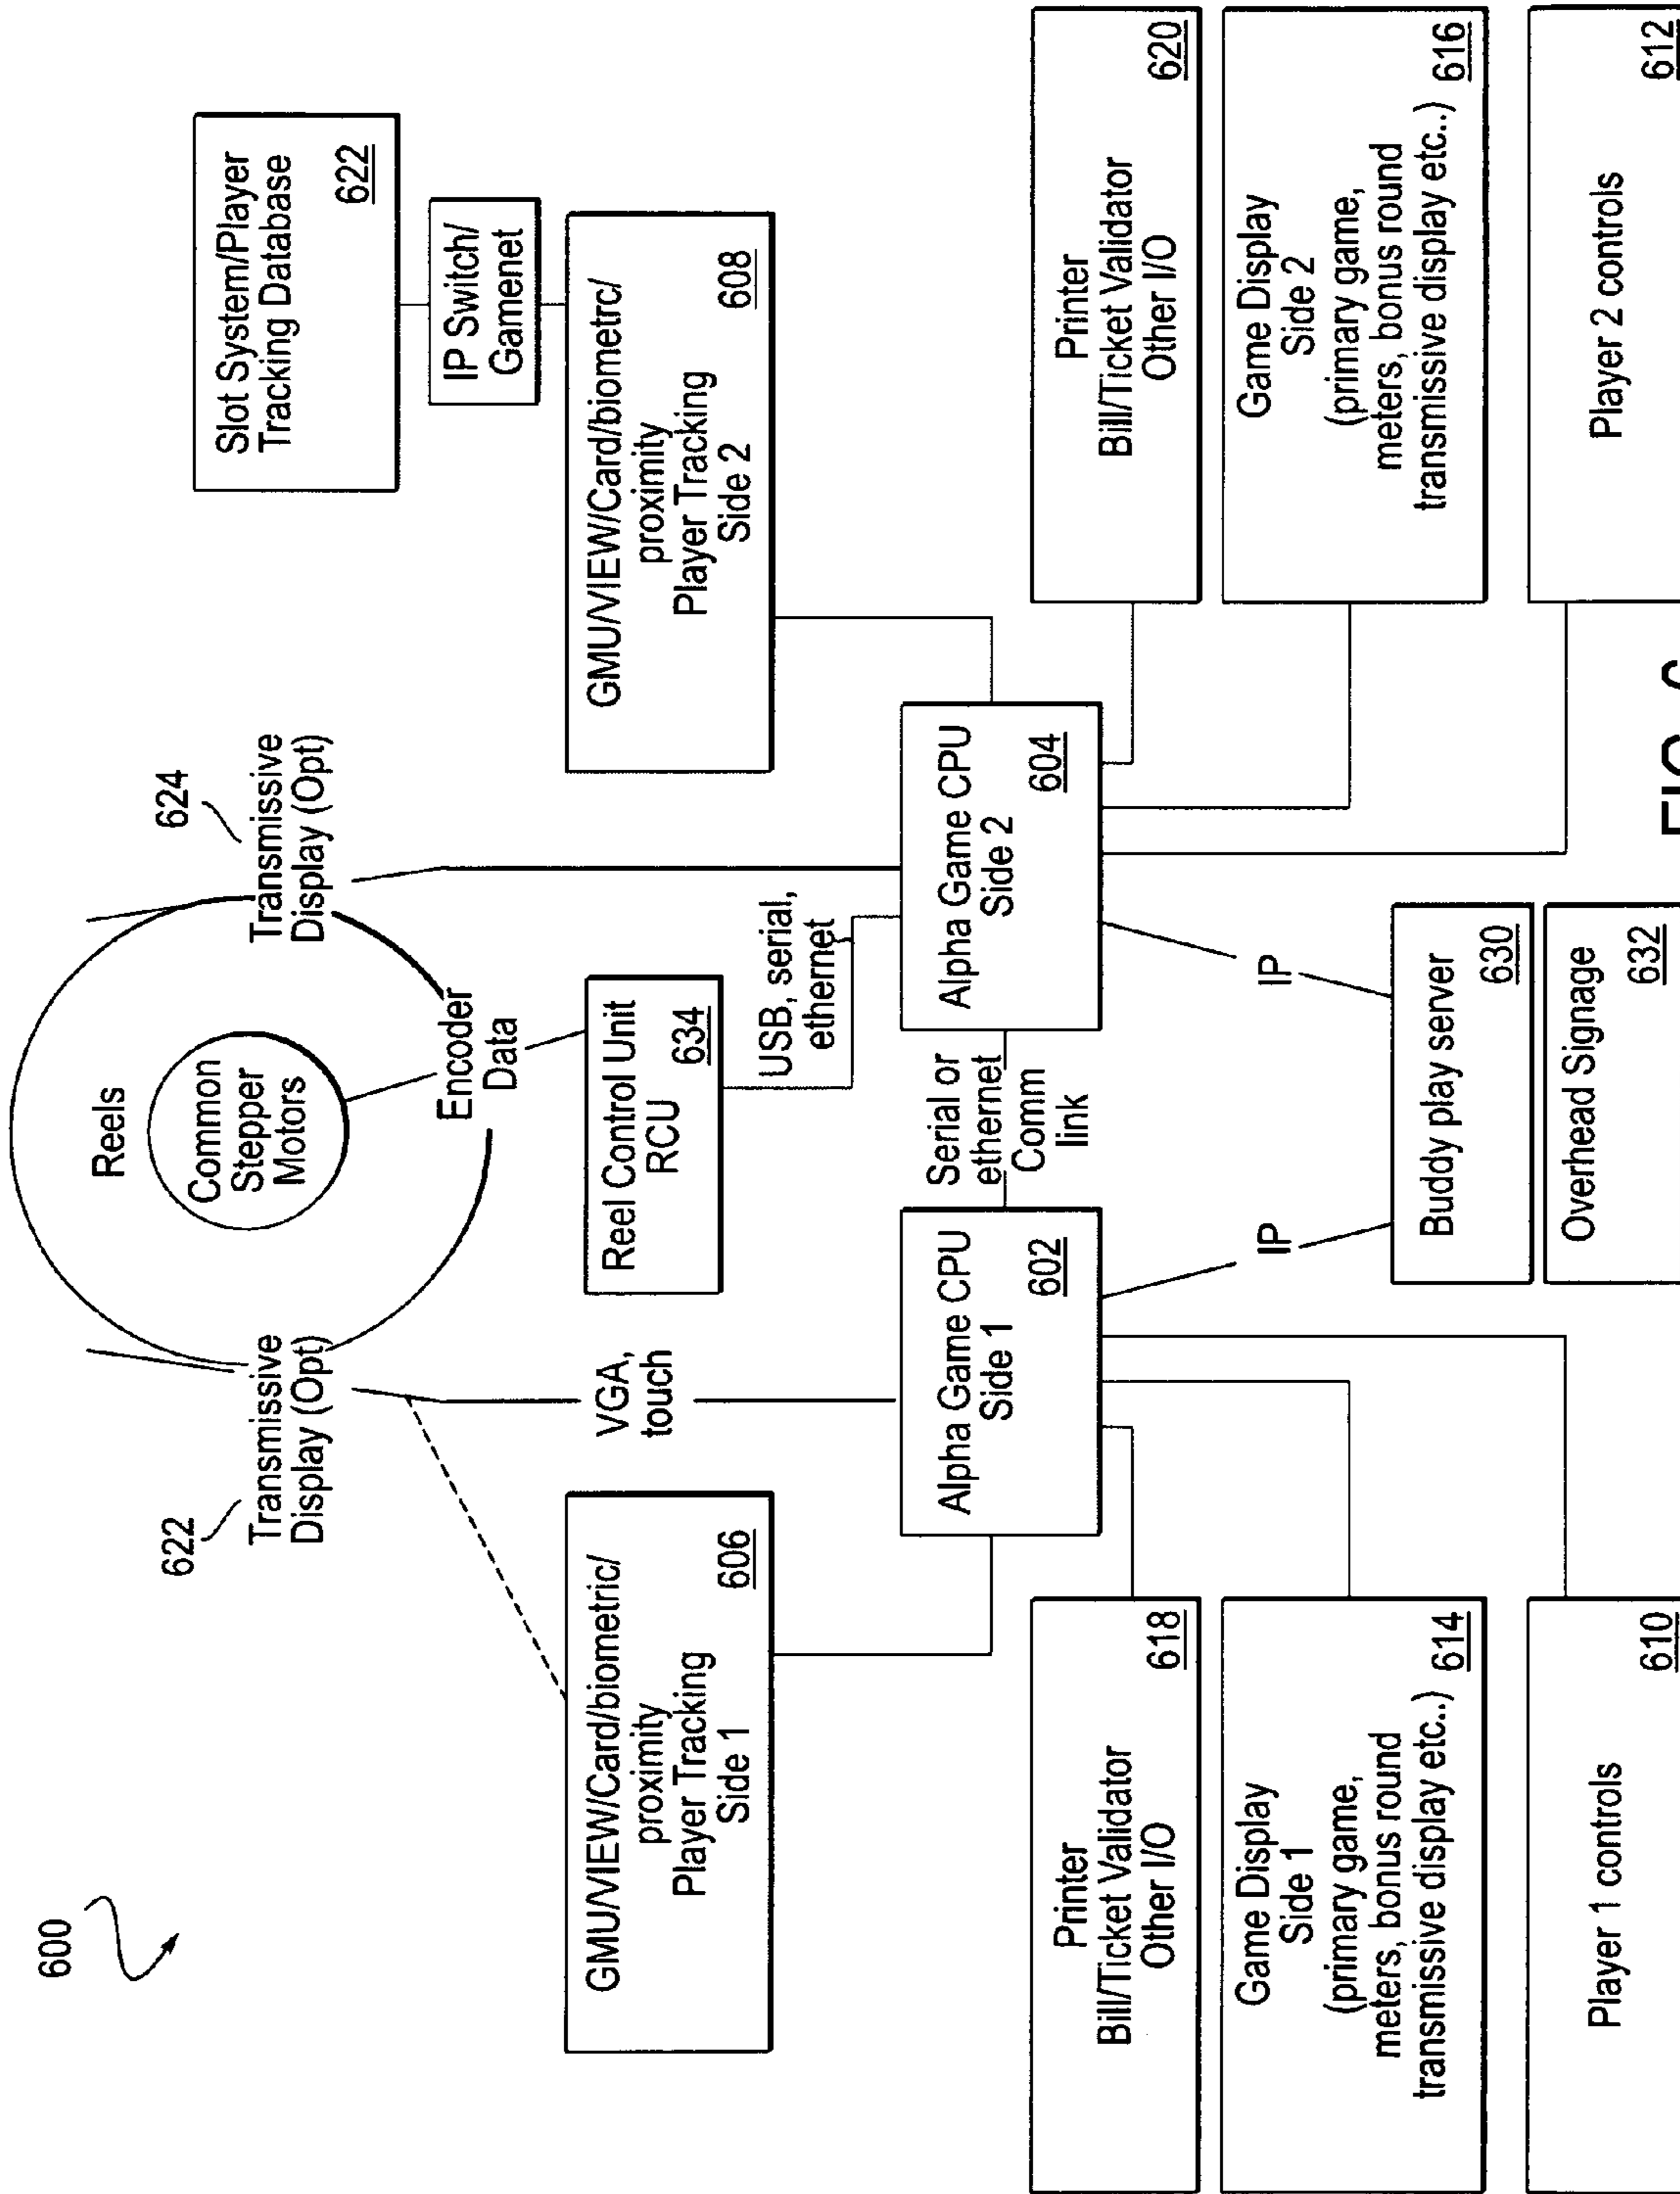 600
622
Transmissive
Display (Opt)
Reels
Common
Stepper
Motors
624
Transmissive
Display (Opt)
Encoder
Data
Slot System/Player
Tracking Database
622
IP Switch/
Gamenet
GMU/VIEW/Card/biometric/
proximity
Player Tracking
Side 1
606
VGA,
touch
Reel Control Unit
RCU
634
USB, serial,
ethernet
GMU/VIEW/Card/biometrc/
proximity
Player Tracking
Side 2
608
Alpha Game CPU
Side 1
602
Serial or
ethernet
Comm
link
Alpha Game CPU
Side 2
604
Printer
Bill/Ticket Validator
Other I/O
618
Game Display
Side 1
(primary game,
meters, bonus round
transmissive display etc..)
614
Player 1 controls
610
IP
IP
Buddy play server
630
Overhead Signage
632
Printer
Bill/Ticket Validator
Other I/O
620
Game Display
Side 2
(primary game,
meters, bonus round
transmissive display etc..)
616
Player 2 controls
612
FIG.